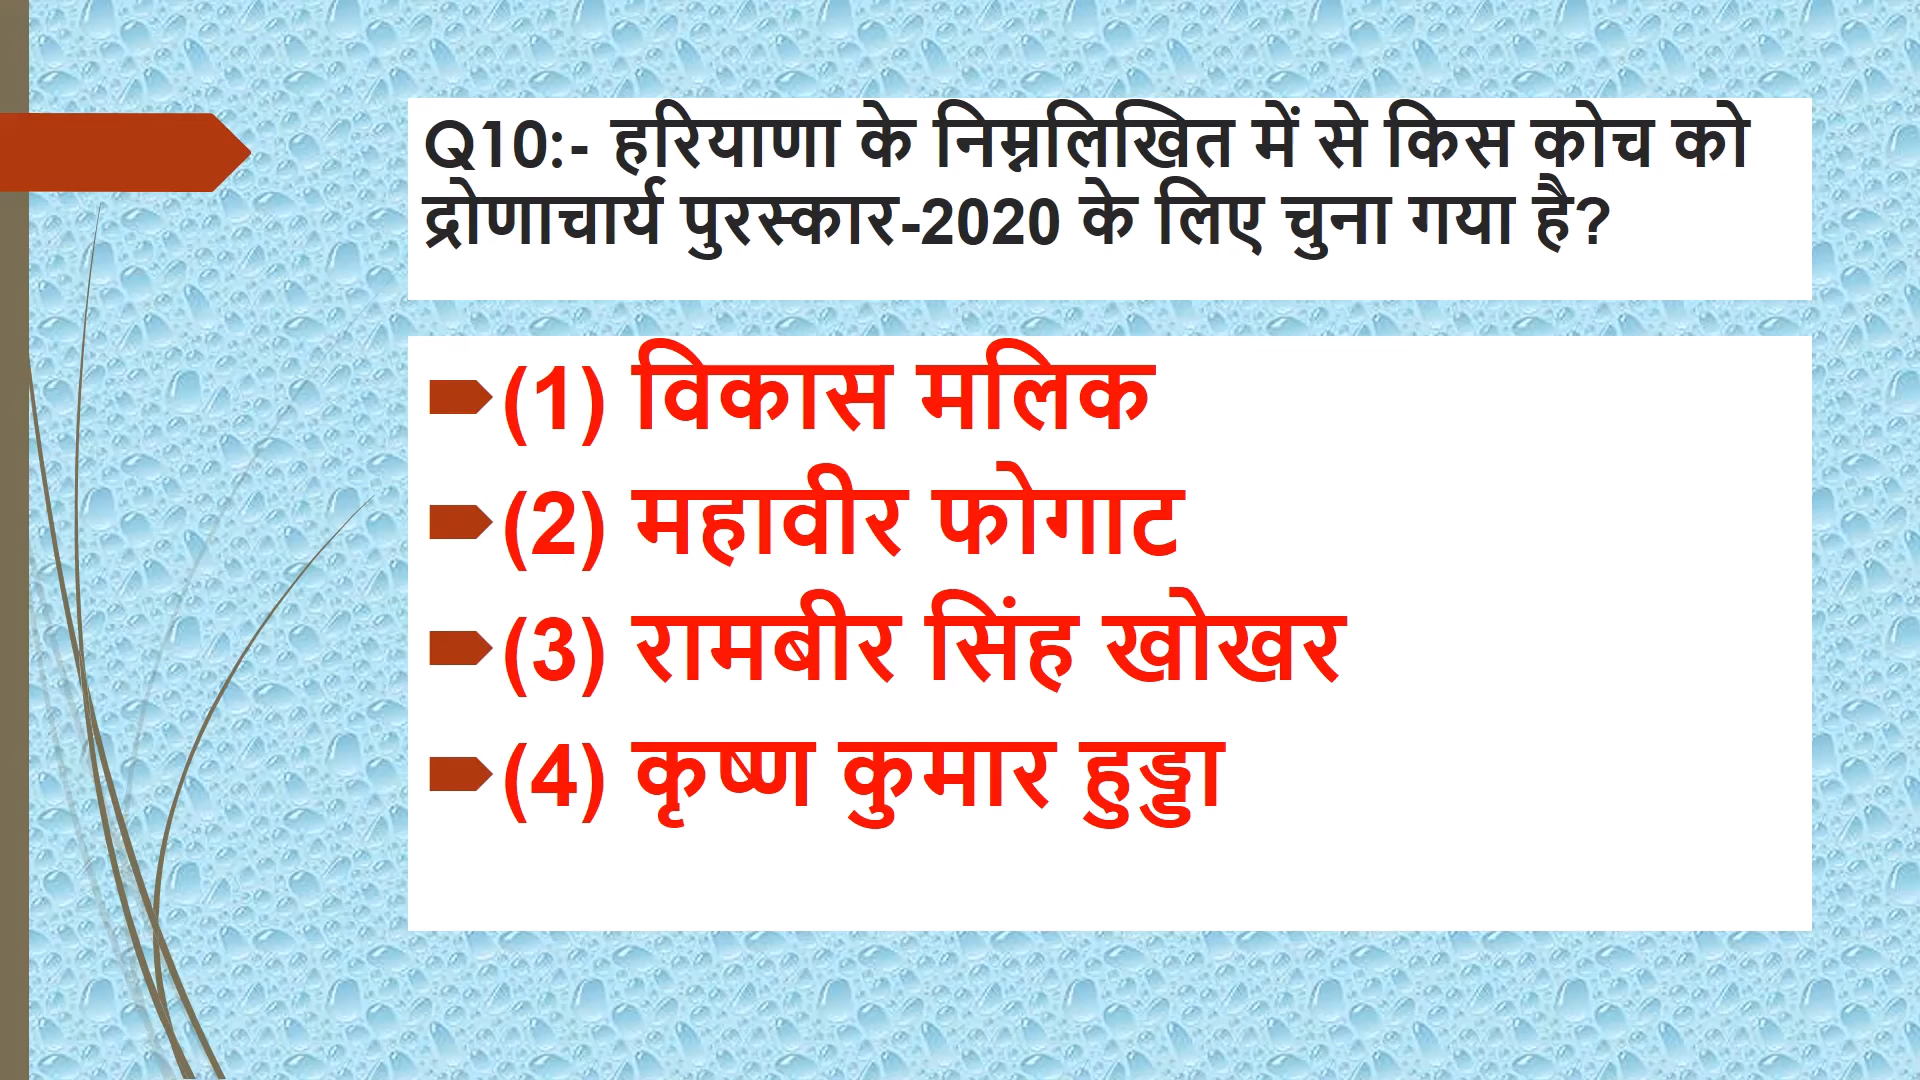 Q10:- हरियाणा के निम्नलिखित में से किस कोच को
द्रोणाचार्य पुरस्कार-2020 के लिए चुना गया है?
(1) विकास मलिक
(2) महावीर फोगाट
(3) रामबीर सिंह खोखर
(4) कृष्ण कुमार हुड्डा